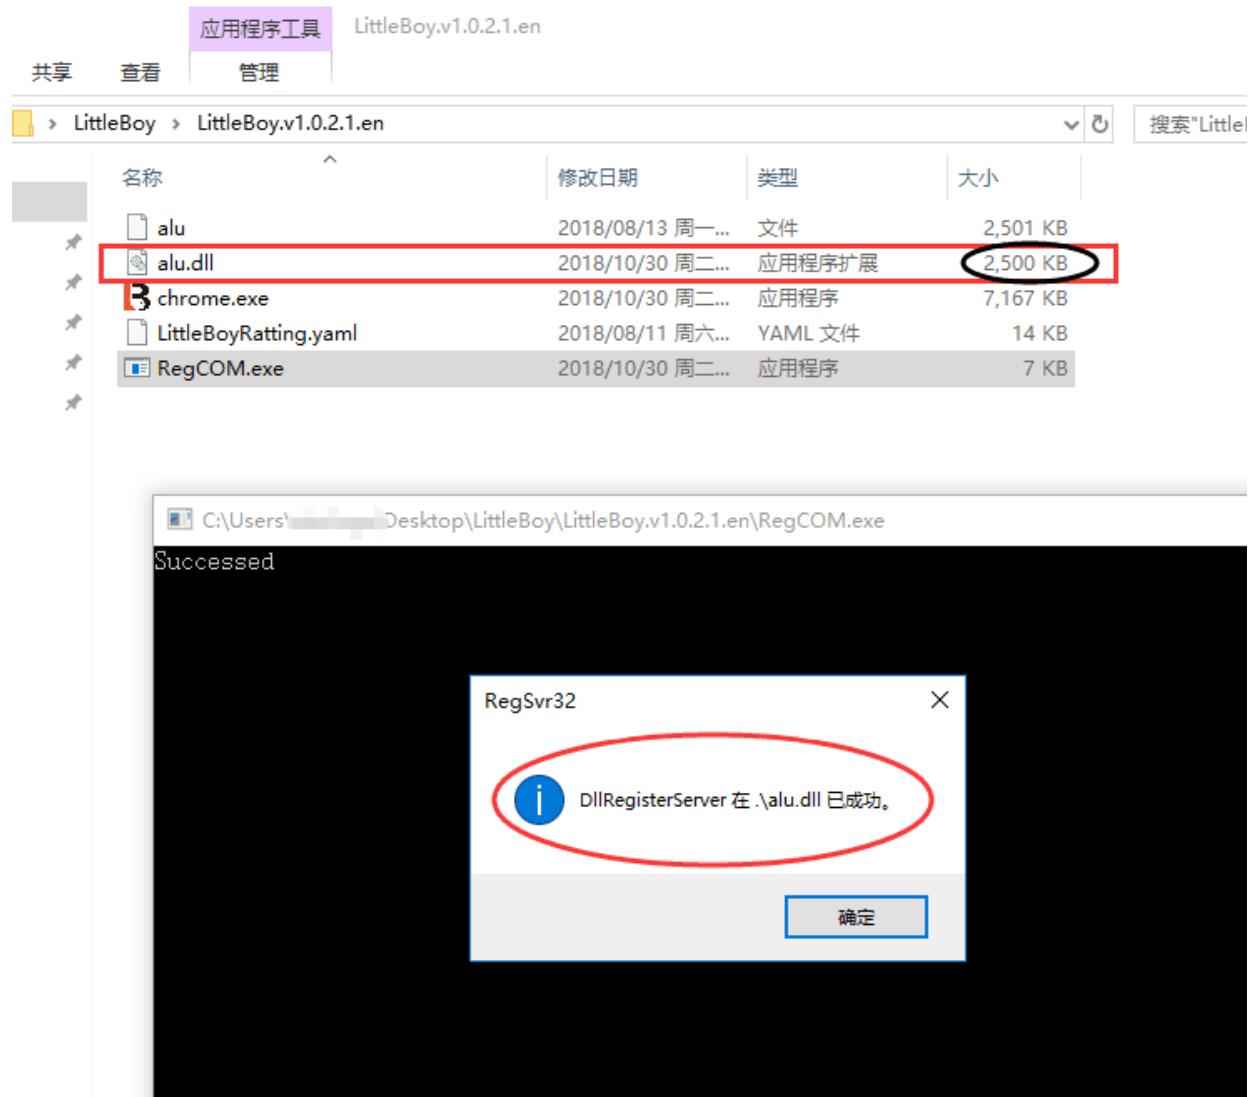 应用程序工具 LittleBoy.v1.0.2.1.en
共享 查看 管理
LittleBoy > LittleBoy.v1.0.2.1.en 搜索"Little
名称 修改日期 类型 大小
alu 2018/08/13 周一... 文件 2,501 KB
alu.dll 2018/10/30 周二... 应用程序扩展 2,500 KB
chrome.exe 2018/10/30 周二... 应用程序 7,167 KB
LittleBoyRatting.yaml 2018/08/11 周六... YAML 文件 14 KB
RegCOM.exe 2018/10/30 周二... 应用程序 7 KB
C:\Users\ Desktop\LittleBoy\LittleBoy.v1.0.2.1.en\RegCOM.exe
Successed
RegSvr32
DllRegisterServer 在 .\alu.dll 已成功。
确定